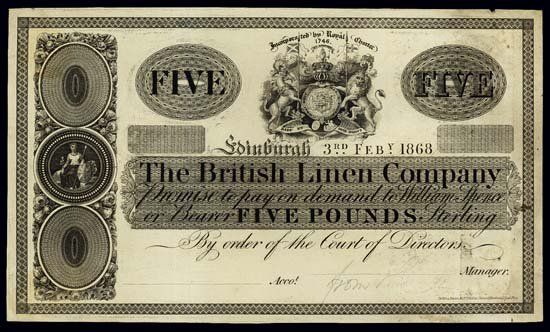 Incorporated by Royal Charter
1746.
FIVE
FIVE
Edinburgh 3RD FEBY 1868
The British Linen Company
Promise to pay on demand to William Spence
or Bearer FIVE POUNDS Sterling
By order of the Court of Directors.
Manager.
Acco!